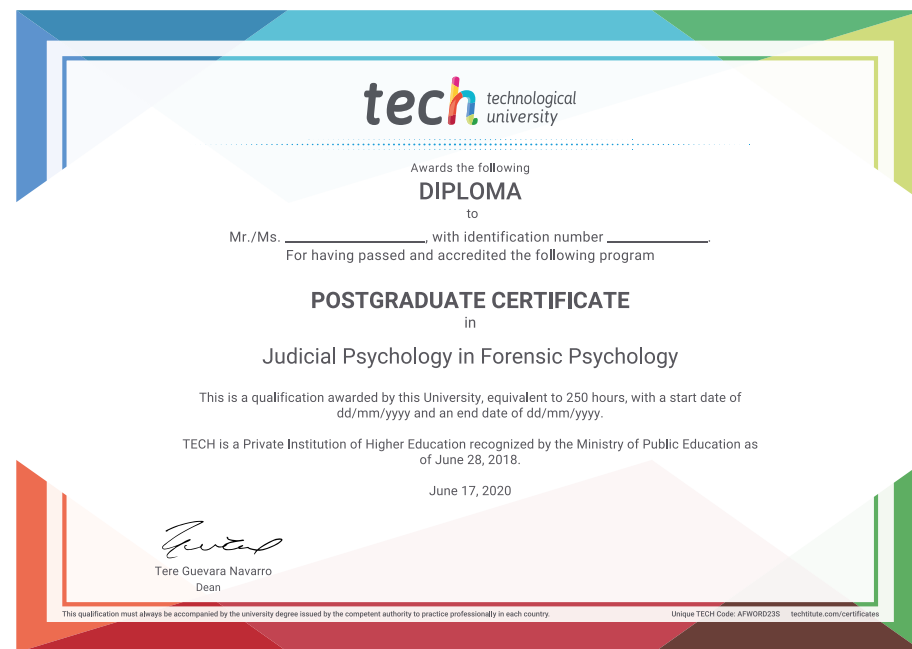 tech technological
university
Awards the following
DIPLOMA
to
Mr./Ms. ____________________, with identification number ______________.
For having passed and accredited the following program
POSTGRADUATE CERTIFICATE
in
Judicial Psychology in Forensic Psychology
This is a qualification awarded by this University, equivalent to 250 hours, with a start date of
dd/mm/yyyy and an end date of dd/mm/yyyy.
TECH is a Private Institution of Higher Education recognized by the Ministry of Public Education as
of June 28, 2018.
June 17, 2020
Tere Guevara Navarro
Dean
This qualification must always be accompanied by the university degree issued by the competent authority to practice professionally in each country. Unique TECH Code: AFWORD23S techtitute.com/certificates